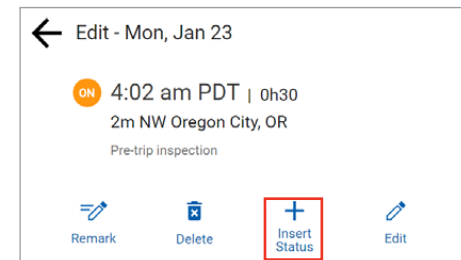 Edit - Mon, Jan 23
ON 4:02 am PDT | 0h30
2m NW Oregon City, OR
Pre-trip inspection
Remark Delete Insert Status Edit